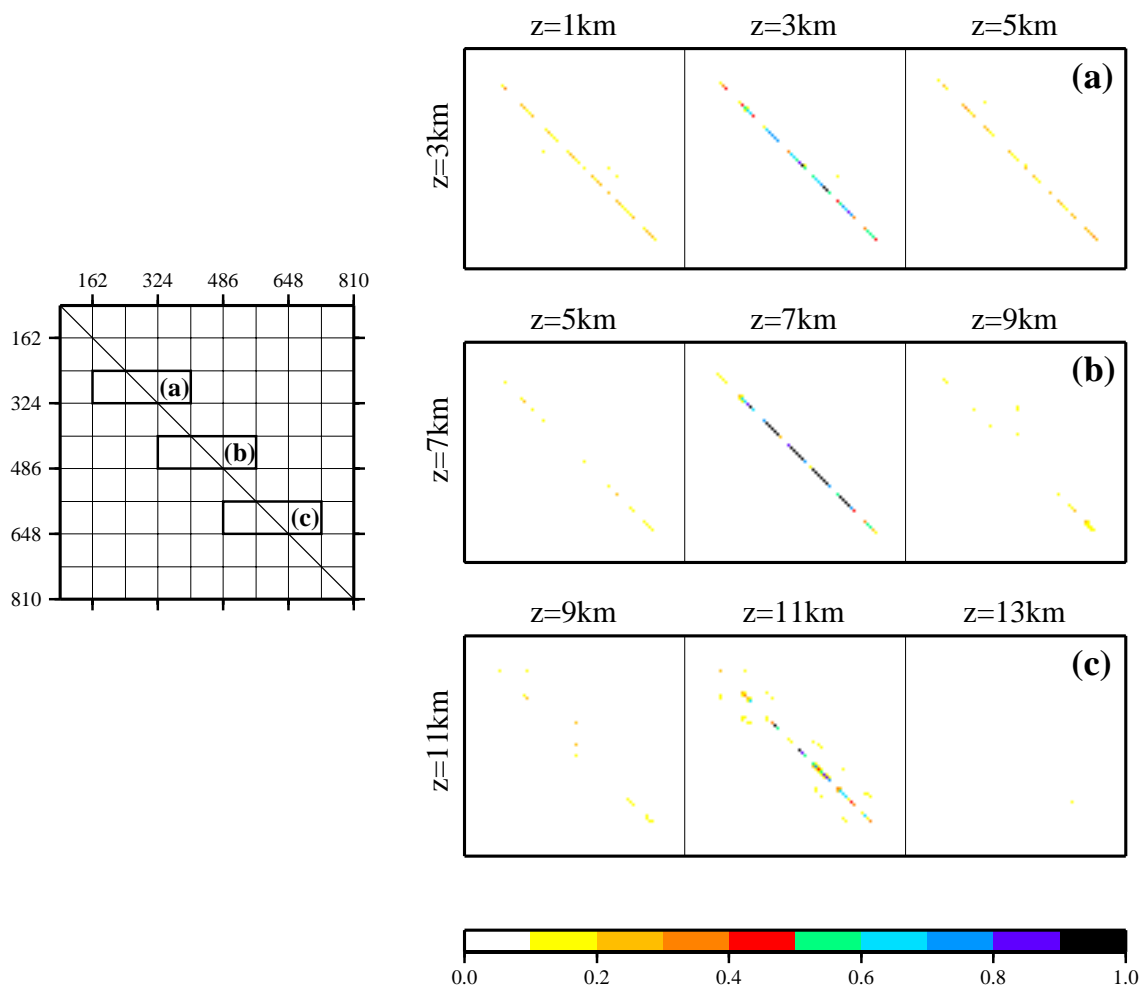 z=1km z=3km z=5km
(a)
z=3km
162 324 486 648 810
162
324
486
648
810
(a)
(b)
(c)
z=5km z=7km z=9km
(b)
z=7km
z=9km z=11km z=13km
(c)
z=11km
0.0 0.2 0.4 0.6 0.8 1.0